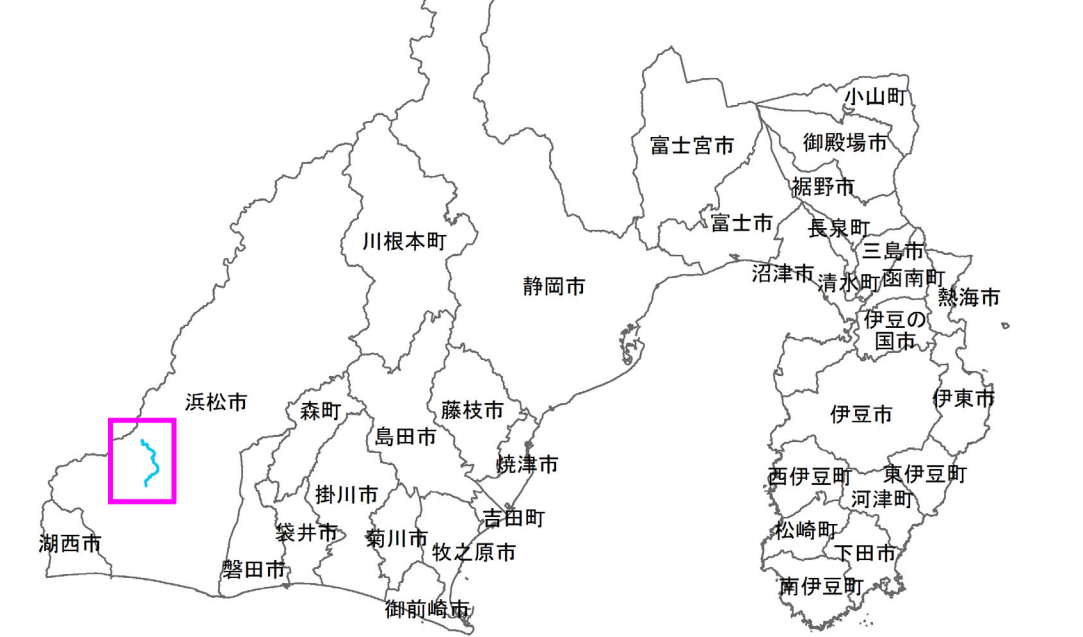 小山町
富士宮市
御殿場市
裾野市
富士市
長泉町
川根本町
三島市
沼津市
清水町
函南町
静岡市
熱海市
伊豆の
国市
浜松市
森町
藤枝市
伊東市
伊豆市
島田市
焼津市
西伊豆町
東伊豆町
掛川市
河津町
吉田町
袋井市
菊川市
松崎町
湖西市
牧之原市
下田市
磐田市
南伊豆町
御前崎市